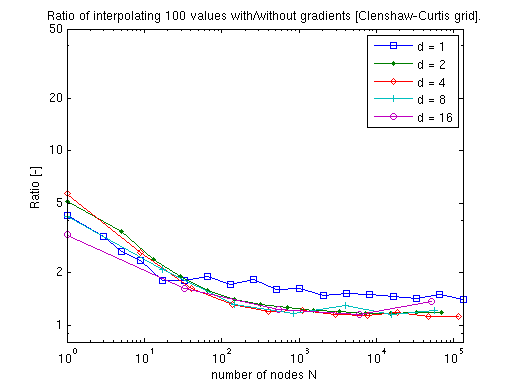 Ratio of interpolating 100 values with/without gradients [Clenshaw-Curtis grid].
50
20
10
5
2
1
Ratio [-]
d = 1
d = 2
d = 4
d = 8
d = 16
10^0
10^1
10^2
10^3
10^4
10^5
number of nodes N